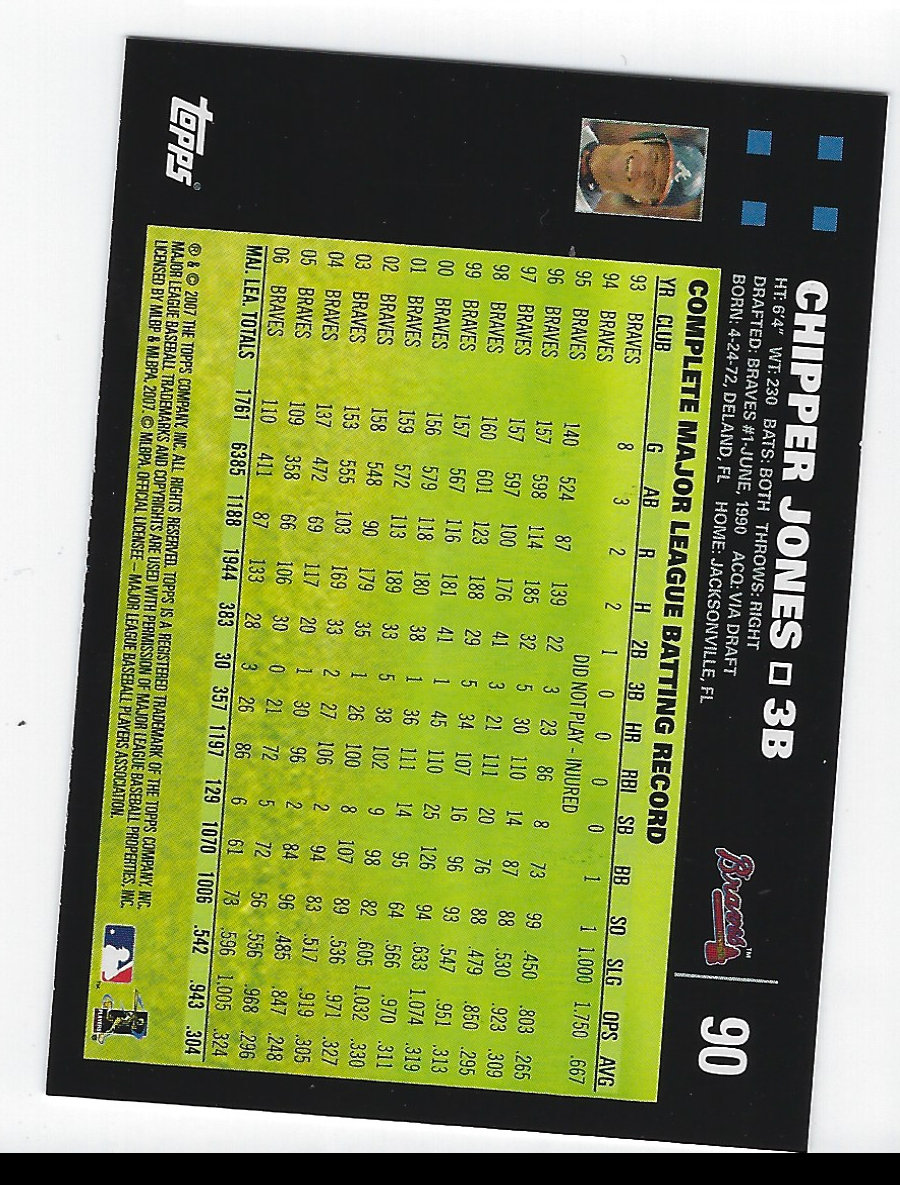 CHIPPER JONES 3B
Braves™
90
HT: 6'4" WT: 230 BATS: BOTH THROWS: RIGHT
DRAFTED: BRAVES #1-JUNE, 1990 ACQ: VIA DRAFT
BORN: 4-24-72, DELAND, FL HOME: JACKSONVILLE, FL
COMPLETE MAJOR LEAGUE BATTING RECORD
YR CLUB G AB R H 2B 3B HR RBI SB BB SO SLG OPS AVG
93 BRAVES 8 3 2 2 1 0 0 0 0 1 1 1.000 1.750 .667
94 BRAVES DID NOT PLAY - INJURED
95 BRAVES 140 524 87 139 22 3 23 86 8 73 99 .450 .803 .265
96 BRAVES 157 598 114 185 32 5 30 110 14 87 88 .530 .923 .309
97 BRAVES 157 597 100 176 41 3 21 111 20 76 88 .479 .850 .295
98 BRAVES 160 601 123 188 29 5 34 107 16 96 93 .547 .951 .313
99 BRAVES 157 567 116 181 41 1 45 110 25 126 94 .633 1.074 .319
00 BRAVES 156 579 118 180 38 1 36 111 14 95 64 .566 .970 .311
01 BRAVES 159 572 113 189 33 5 38 102 9 98 82 .605 1.032 .330
02 BRAVES 158 548 90 179 35 1 26 100 8 107 89 .536 .971 .327
03 BRAVES 153 555 103 169 33 2 27 106 2 94 83 .517 .919 .305
04 BRAVES 137 472 69 117 20 1 30 96 2 84 96 .485 .847 .248
05 BRAVES 109 358 66 106 30 0 21 72 5 72 56 .556 .968 .296
06 BRAVES 110 411 87 133 28 3 26 86 6 61 73 .596 1.005 .324
MAJ. LEA. TOTALS 1761 6385 1188 1944 383 30 357 1197 129 1070 1006 .542 .943 .304
® & © 2007 THE TOPPS COMPANY, INC. ALL RIGHTS RESERVED. TOPPS IS A REGISTERED TRADEMARK OF THE TOPPS COMPANY, INC.
MAJOR LEAGUE BASEBALL TRADEMARKS AND COPYRIGHTS ARE USED WITH PERMISSION OF MAJOR LEAGUE BASEBALL PROPERTIES, INC.
LICENSED BY MLBP & MLBPA, 2007. © MLBPA. OFFICIAL LICENSEE – MAJOR LEAGUE BASEBALL PLAYERS ASSOCIATION.
Topps®